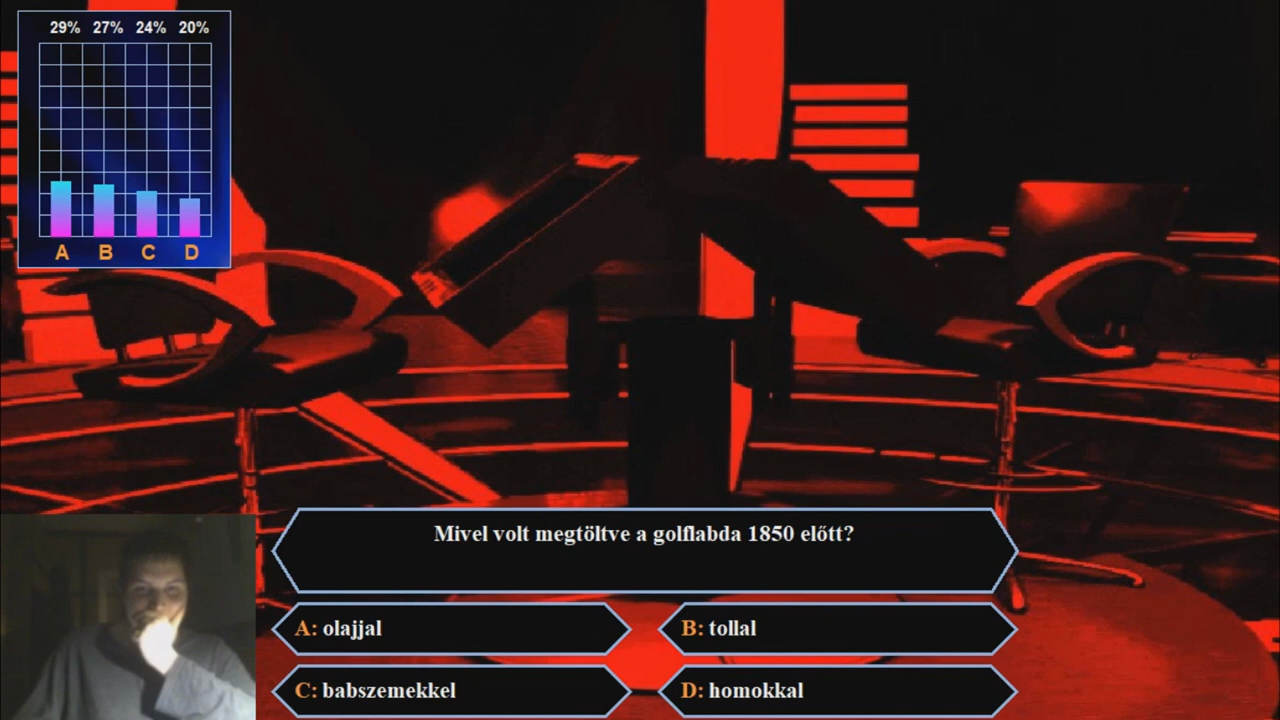 29% 27% 24% 20%
A B C D
Mivel volt megtöltve a golflabda 1850 előtt?
A: olajjal
B: tollal
C: babszemekkel
D: homokkal